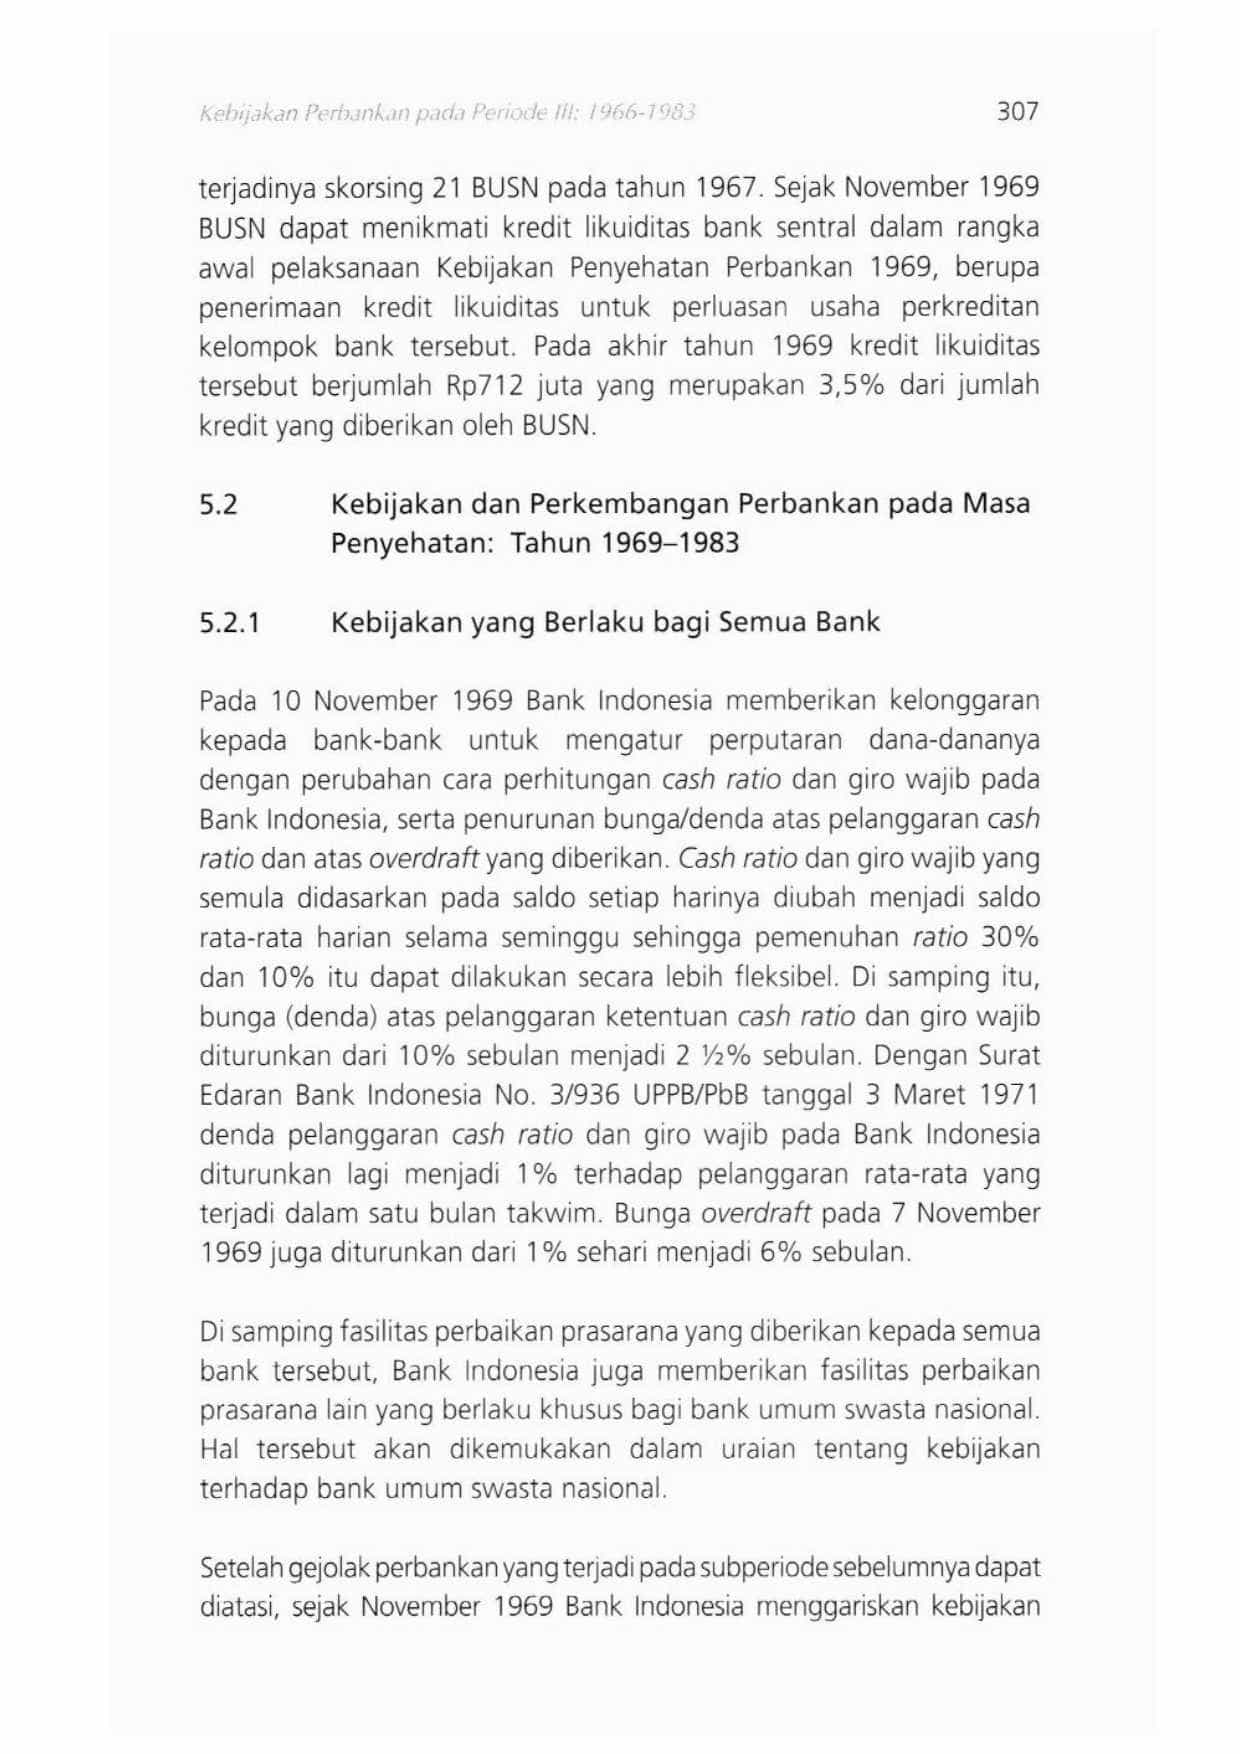 Kebijakan Perbankan pada Periode III: 1966-1983 307
terjadinya skorsing 21 BUSN pada tahun 1967. Sejak November 1969
BUSN dapat menikmati kredit likuiditas bank sentral dalam rangka
awal pelaksanaan Kebijakan Penyehatan Perbankan 1969, berupa
penerimaan kredit likuiditas untuk perluasan usaha perkreditan
kelompok bank tersebut. Pada akhir tahun 1969 kredit likuiditas
tersebut berjumlah Rp712 juta yang merupakan 3,5% dari jumlah
kredit yang diberikan oleh BUSN.
5.2 Kebijakan dan Perkembangan Perbankan pada Masa
Penyehatan: Tahun 1969–1983
5.2.1 Kebijakan yang Berlaku bagi Semua Bank
Pada 10 November 1969 Bank Indonesia memberikan kelonggaran
kepada bank-bank untuk mengatur perputaran dana-dananya
dengan perubahan cara perhitungan cash ratio dan giro wajib pada
Bank Indonesia, serta penurunan bunga/denda atas pelanggaran cash
ratio dan atas overdraft yang diberikan. Cash ratio dan giro wajib yang
semula didasarkan pada saldo setiap harinya diubah menjadi saldo
rata-rata harian selama seminggu sehingga pemenuhan ratio 30%
dan 10% itu dapat dilakukan secara lebih fleksibel. Di samping itu,
bunga (denda) atas pelanggaran ketentuan cash ratio dan giro wajib
diturunkan dari 10% sebulan menjadi 2 ½% sebulan. Dengan Surat
Edaran Bank Indonesia No. 3/936 UPPB/PbB tanggal 3 Maret 1971
denda pelanggaran cash ratio dan giro wajib pada Bank Indonesia
diturunkan lagi menjadi 1% terhadap pelanggaran rata-rata yang
terjadi dalam satu bulan takwim. Bunga overdraft pada 7 November
1969 juga diturunkan dari 1% sehari menjadi 6% sebulan.
Di samping fasilitas perbaikan prasarana yang diberikan kepada semua
bank tersebut, Bank Indonesia juga memberikan fasilitas perbaikan
prasarana lain yang berlaku khusus bagi bank umum swasta nasional.
Hal tersebut akan dikemukakan dalam uraian tentang kebijakan
terhadap bank umum swasta nasional.
Setelah gejolak perbankan yang terjadi pada subperiode sebelumnya dapat
diatasi, sejak November 1969 Bank Indonesia menggariskan kebijakan